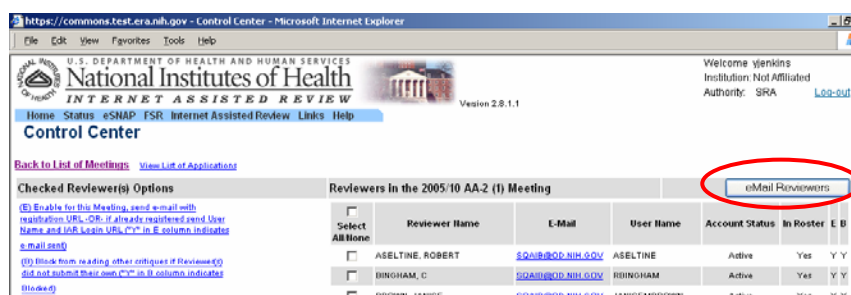 https://commons.test.era.nih.gov - Control Center - Microsoft Internet Explorer
File Edit View Favorites Tools Help
U.S. DEPARTMENT OF HEALTH AND HUMAN SERVICES
National Institutes of Health
INTERNET ASSISTED REVIEW
Version 2.8.1.1
Welcome yjenkins
Institution: Not Affiliated
Authority: SRA
Log-out
Home Status eSNAP FSR Internet Assisted Review Links Help
Control Center
Back to List of Meetings View List of Applications
Checked Reviewer(s) Options
Reviewers in the 2005/10 AA-2 (1) Meeting
eMail Reviewers
(E) Enable for this Meeting, send e-mail with
registration URL -OR- if already registered send User
Name and IAR Login URL ("Y" in E column indicates
e-mail sent)
(B) Block from reading other critiques if Reviewer(s)
did not submit their own ("Y" in B column indicates
Blocked)
Select All/None Reviewer Name E-Mail User Name Account Status In Roster E B
ASELTINE, ROBERT SQAIB@OD.NIH.GOV ASELTINE Active Yes Y Y
BINGHAM, C SQAIB@OD.NIH.GOV RBINGHAM Active Yes Y Y